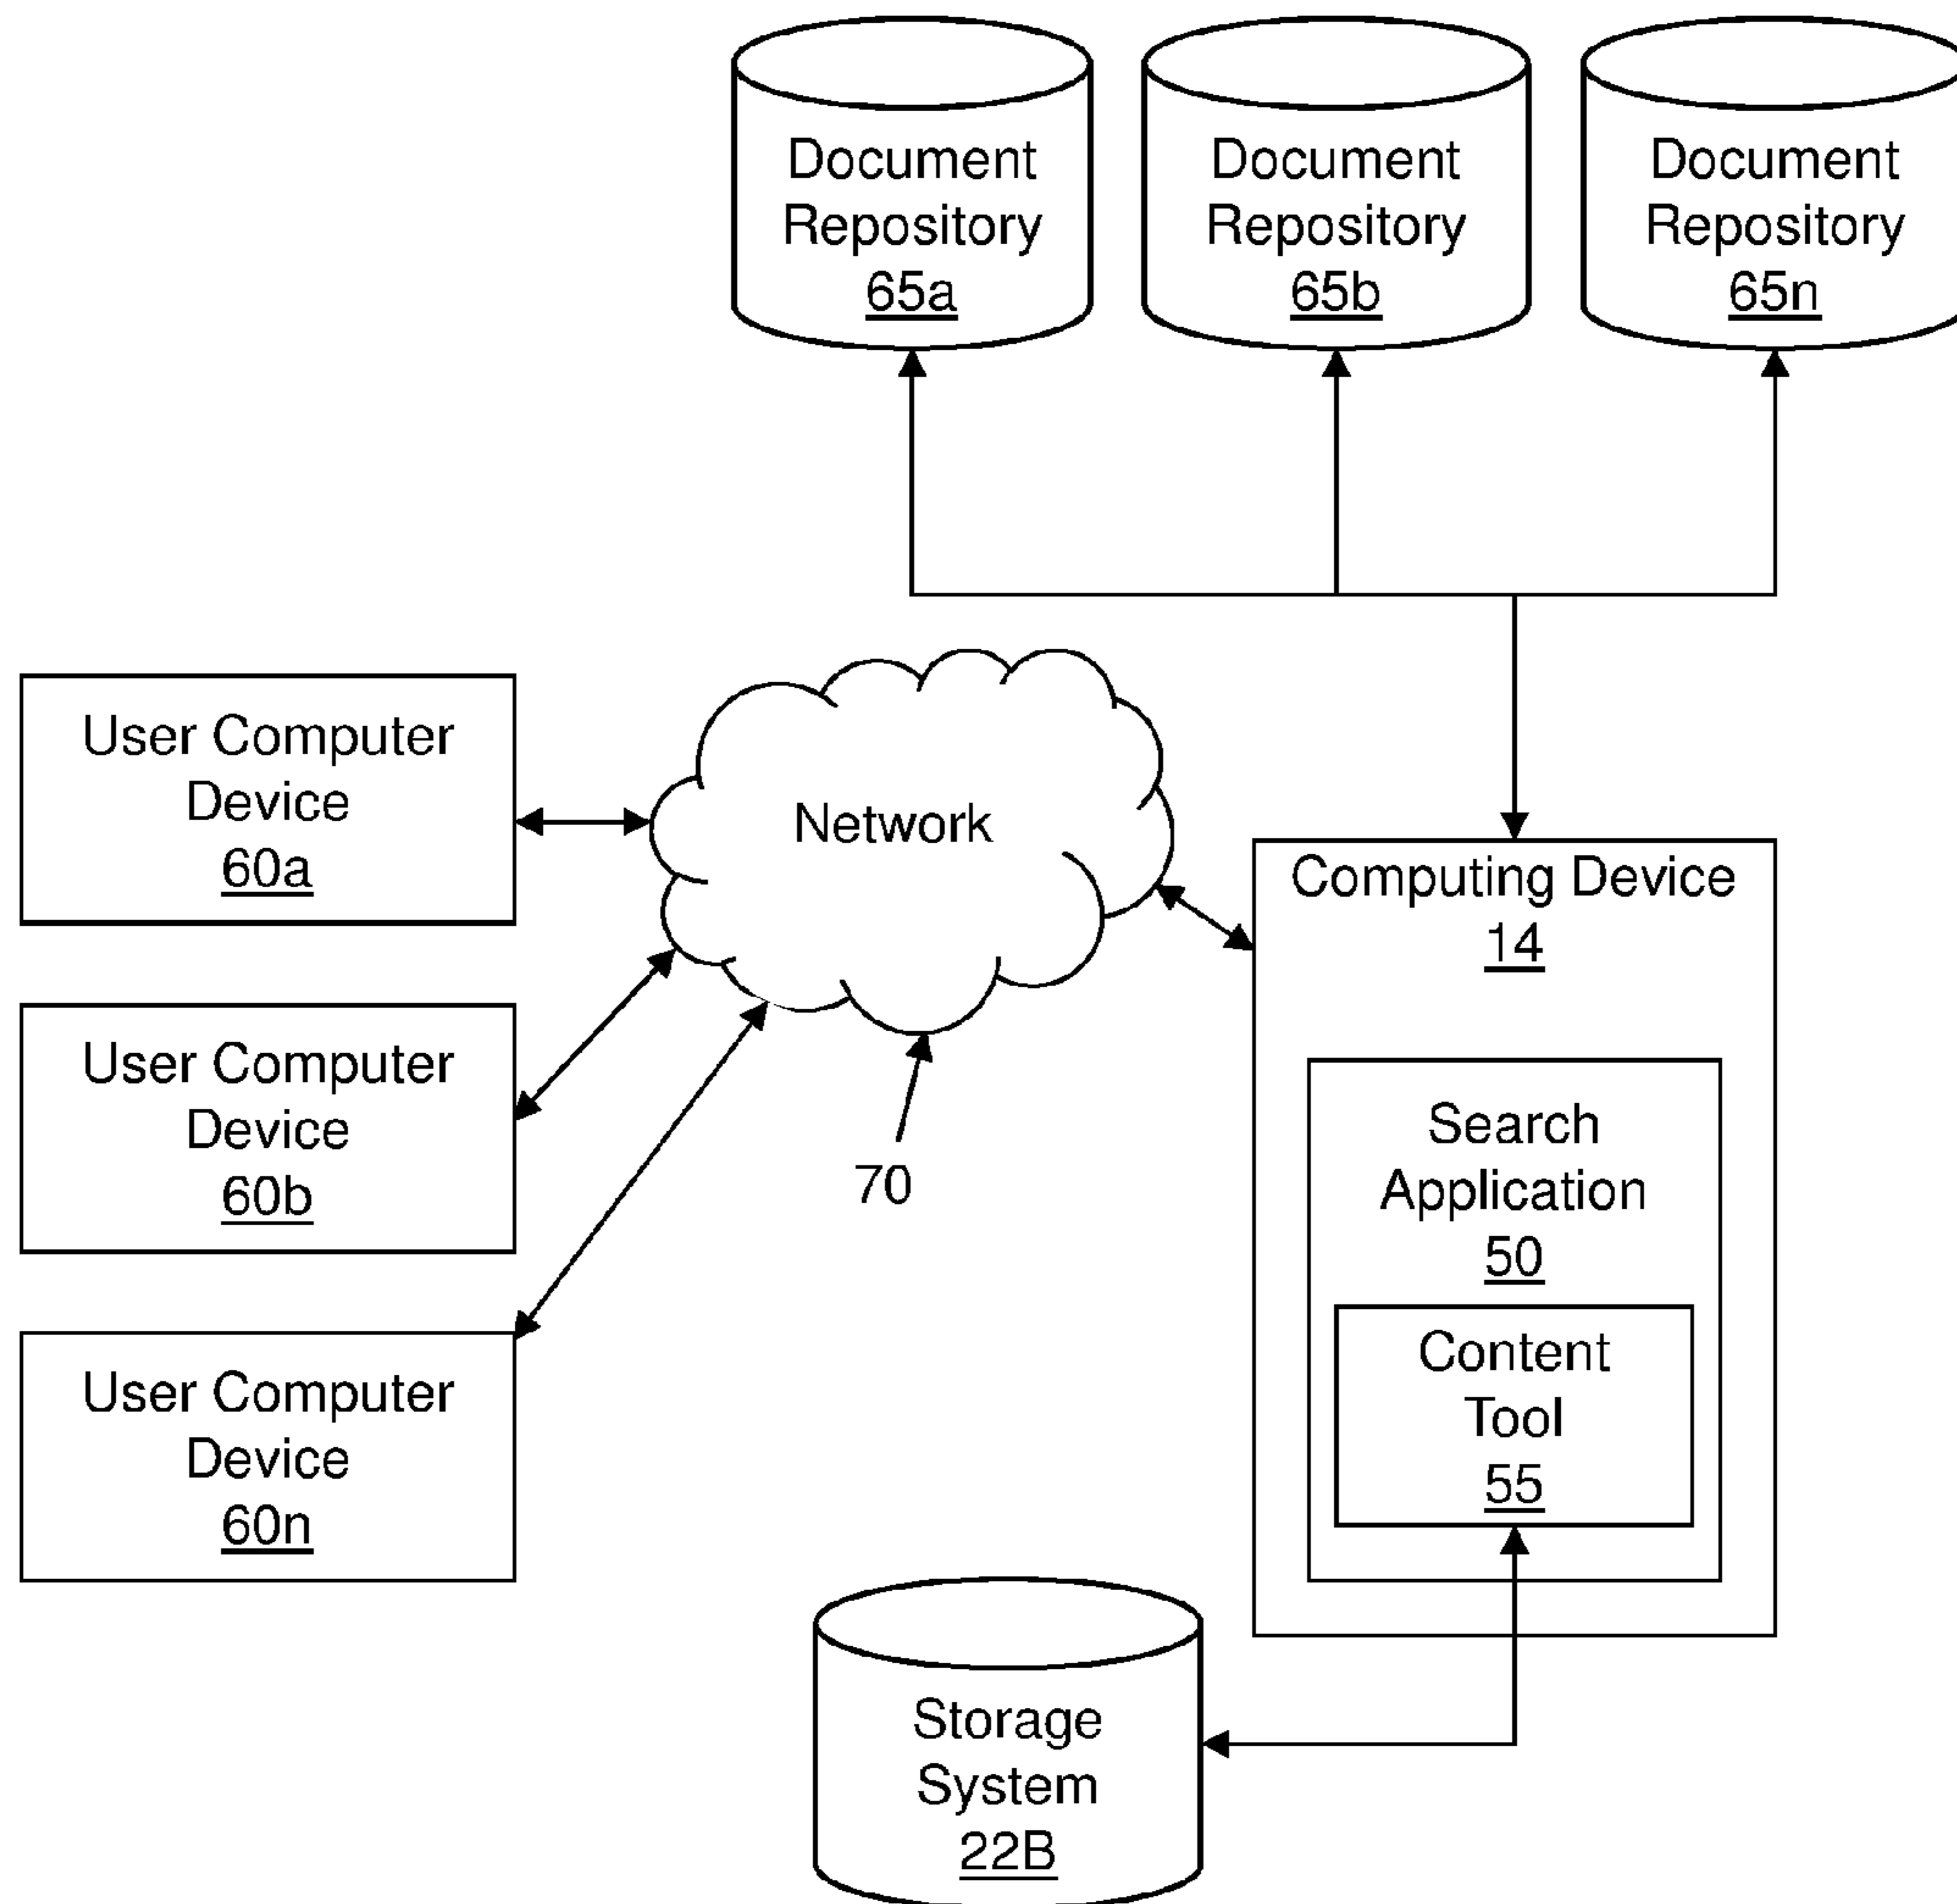 Document
Repository
65a
Document
Repository
65b
Document
Repository
65n
User Computer
Device
60a
Network
Computing Device
14
User Computer
Device
60b
70
Search
Application
50
Content
Tool
55
User Computer
Device
60n
Storage
System
22B